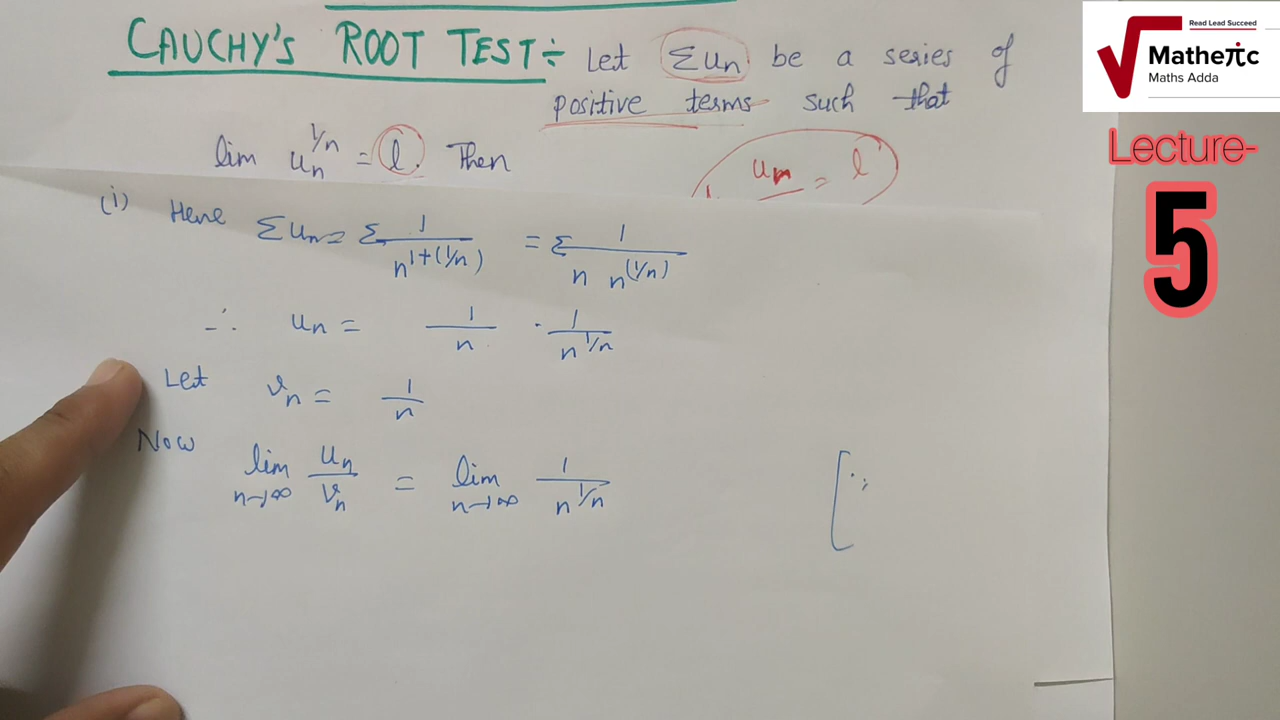 CAUCHY'S ROOT TEST÷ Let Σun be a series of
positive terms such that
lim un^1/n = l. Then
un = l
(i) Here Σun = Σ 1/n^1+(1/n) = Σ 1/n n^(1/n)
∴ un = 1/n · 1/n^1/n
Let vn = 1/n
Now lim n→∞ un/vn = lim n→∞ 1/n^1/n [∵
Read Lead Succeed
Matheπc
Maths Adda
Lecture-
5